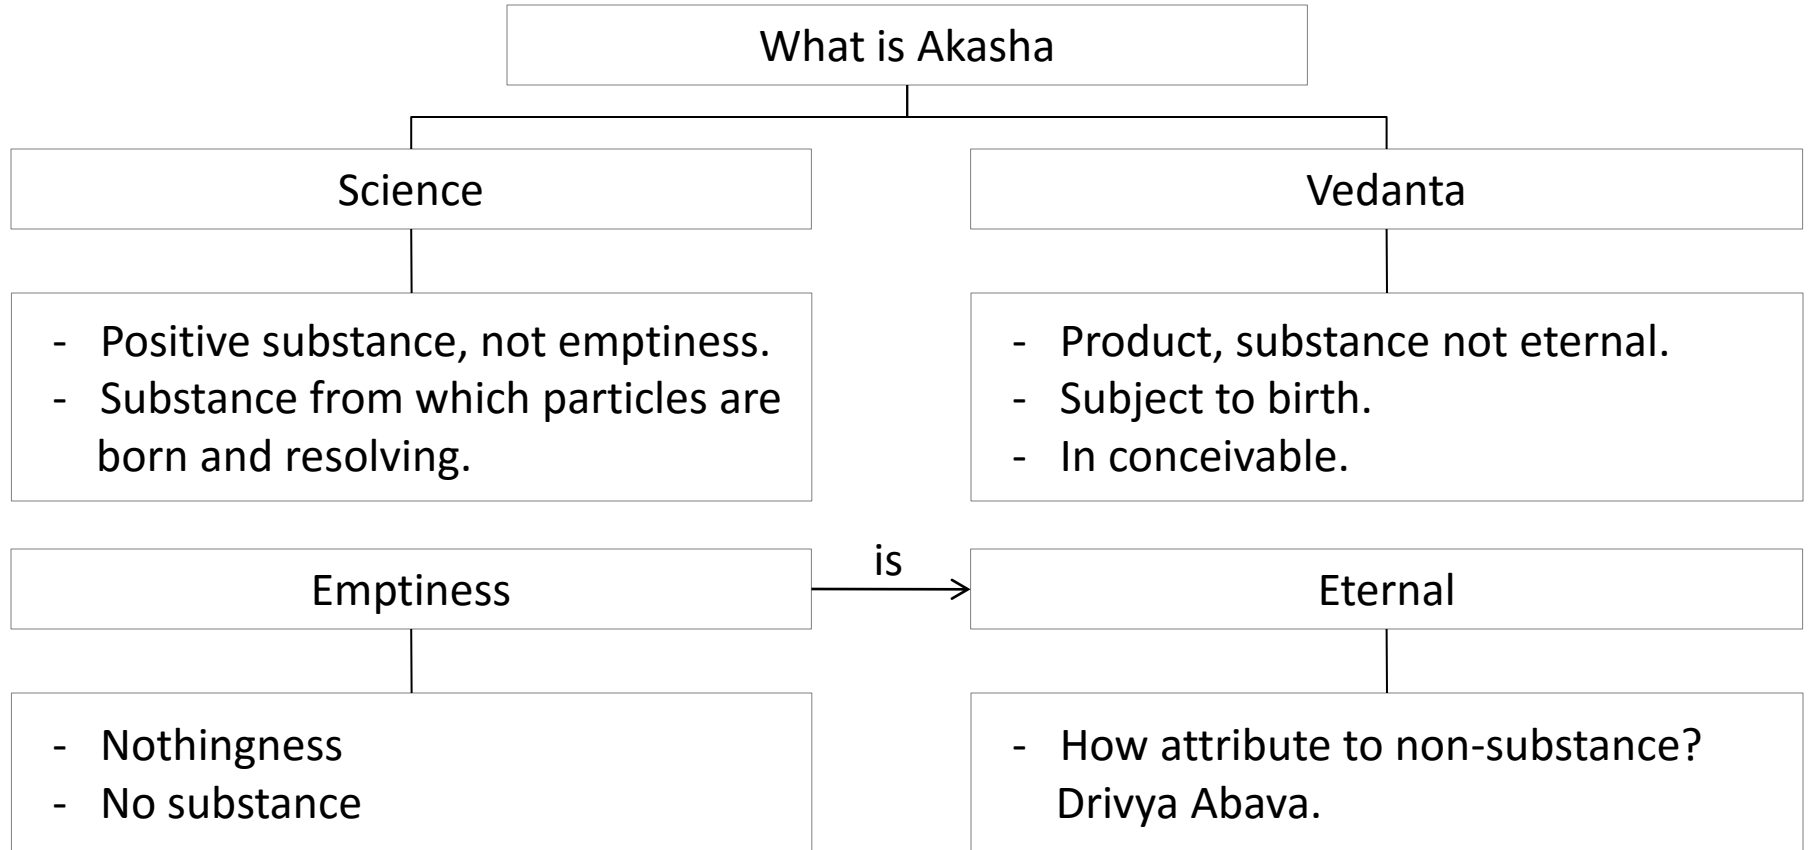 What is Akasha
Science
Vedanta
- Positive substance, not emptiness.
- Substance from which particles are
born and resolving.
- Product, substance not eternal.
- Subject to birth.
- In conceivable.
Emptiness
is
Eternal
- Nothingness
- No substance
- How attribute to non-substance?
Drivya Abava.